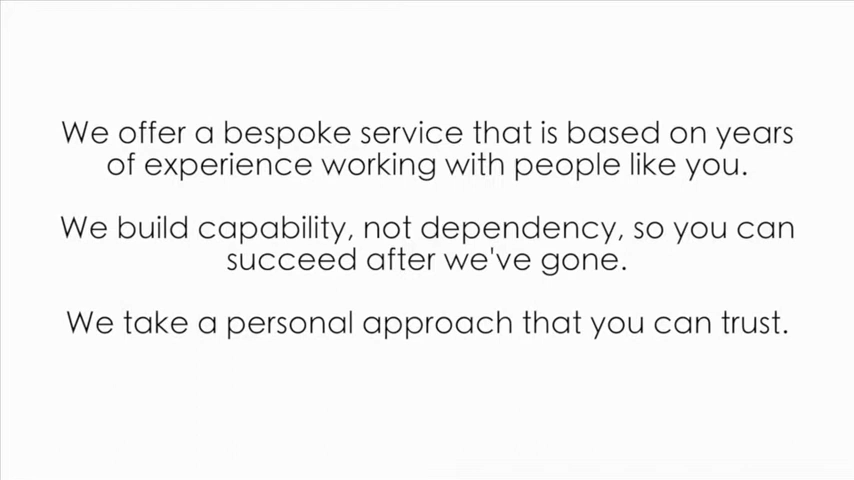 We offer a bespoke service that is based on years
of experience working with people like you.
We build capability, not dependency, so you can
succeed after we've gone.
We take a personal approach that you can trust.